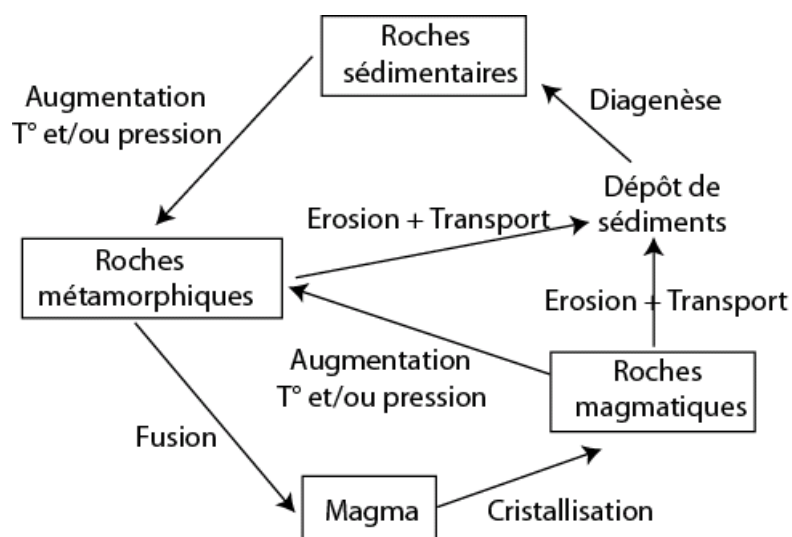 Roches
sédimentaires
Augmentation
T° et/ou pression
Diagenèse
Dépôt de
sédiments
Erosion + Transport
Roches
métamorphiques
Erosion + Transport
Augmentation
T° et/ou pression
Roches
magmatiques
Fusion
Magma
Cristallisation